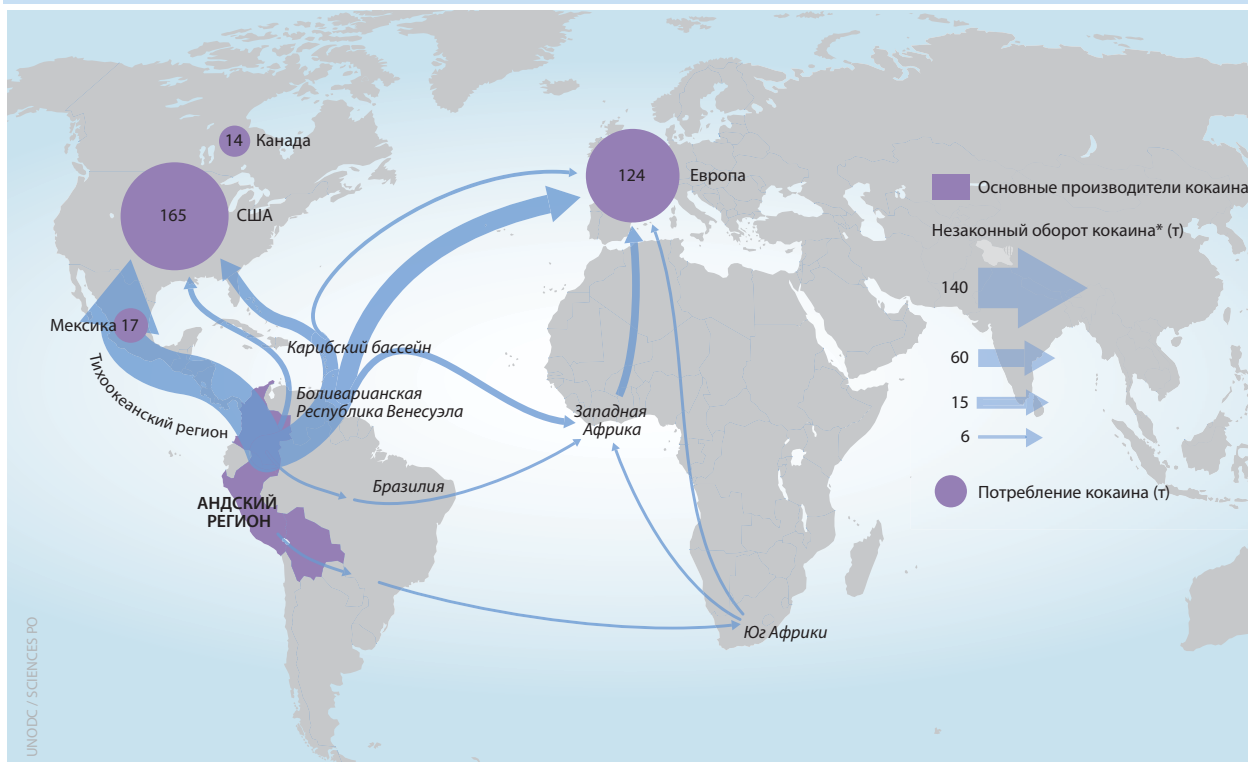 14 Канада
165 США
124 Европа
Основные производители кокаина
Незаконный оборот кокаина* (т)
140
60
15
6
Потребление кокаина (т)
Мексика 17
Тихоокеанский регион
Карибский бассейн
Боливарианская
Республика Венесуэла
Западная
Африка
Бразилия
АНДСКИЙ
РЕГИОН
Юг Африки
UNODC / SCIENCES PO